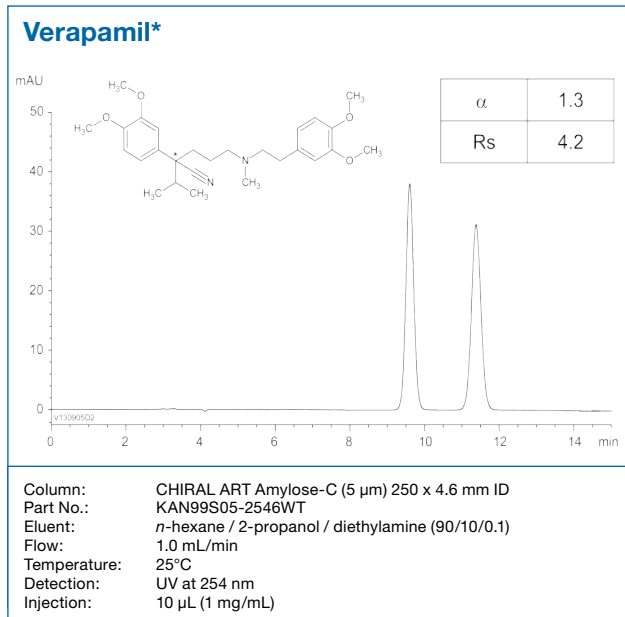 Verapamil*
mAU
50
40
30
20
10
0
H₃C
O
H₃C
O
*
N
CH₃
N
H₃C
CH₃
O
CH₃
O
CH₃
α 1.3
Rs 4.2
V130905D2
0 2 4 6 8 10 12 14 min
Column: CHIRAL ART Amylose-C (5 µm) 250 x 4.6 mm ID
Part No.: KAN99S05-2546WT
Eluent: n-hexane / 2-propanol / diethylamine (90/10/0.1)
Flow: 1.0 mL/min
Temperature: 25°C
Detection: UV at 254 nm
Injection: 10 µL (1 mg/mL)